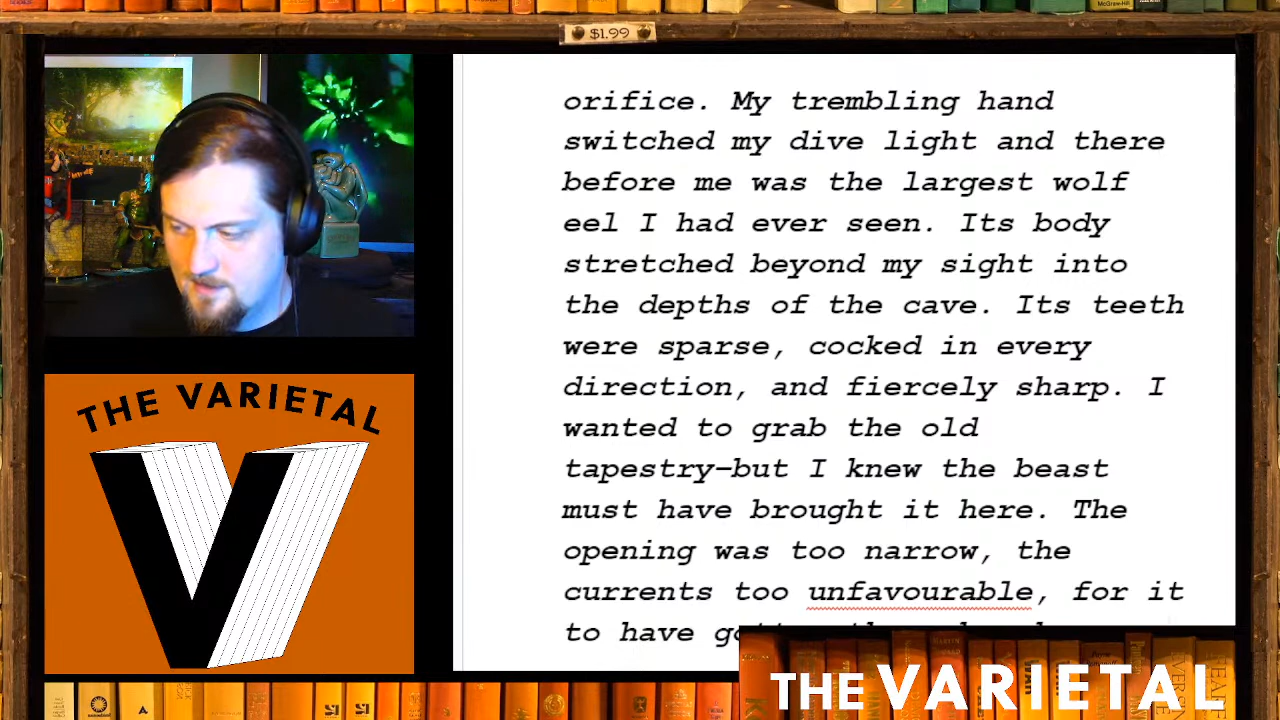 McGraw-Hill
$1.99
orifice. My trembling hand
switched my dive light and there
before me was the largest wolf
eel I had ever seen. Its body
stretched beyond my sight into
the depths of the cave. Its teeth
were sparse, cocked in every
direction, and fiercely sharp. I
wanted to grab the old
tapestry—but I knew the beast
must have brought it here. The
opening was too narrow, the
currents too unfavourable, for it
to have
THE VARIETAL
V
THE VARIETAL